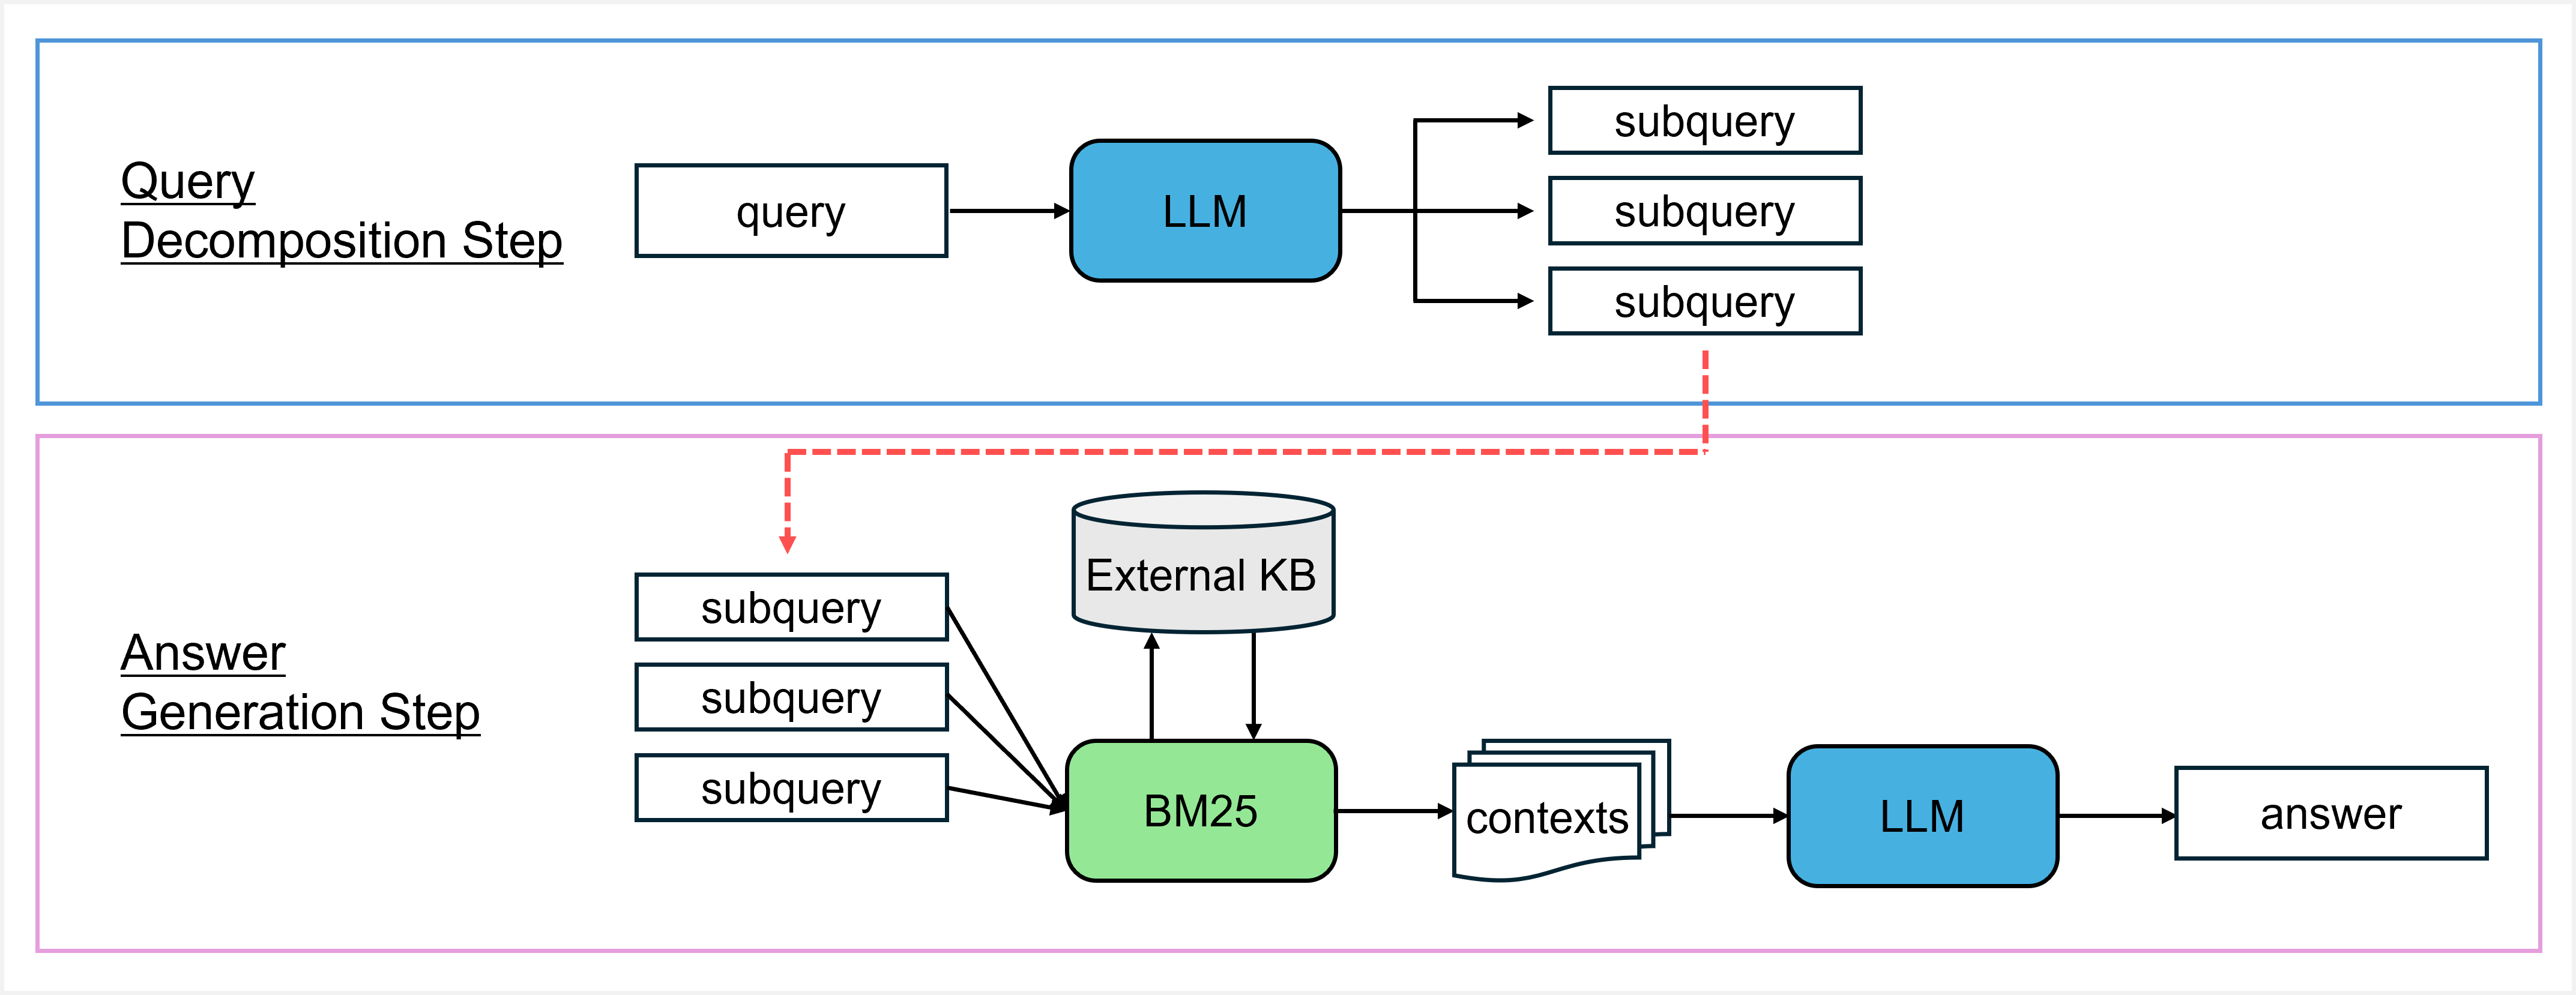 Query
Decomposition Step
query
LLM
subquery
subquery
subquery
Answer
Generation Step
subquery
subquery
subquery
External KB
BM25
contexts
LLM
answer